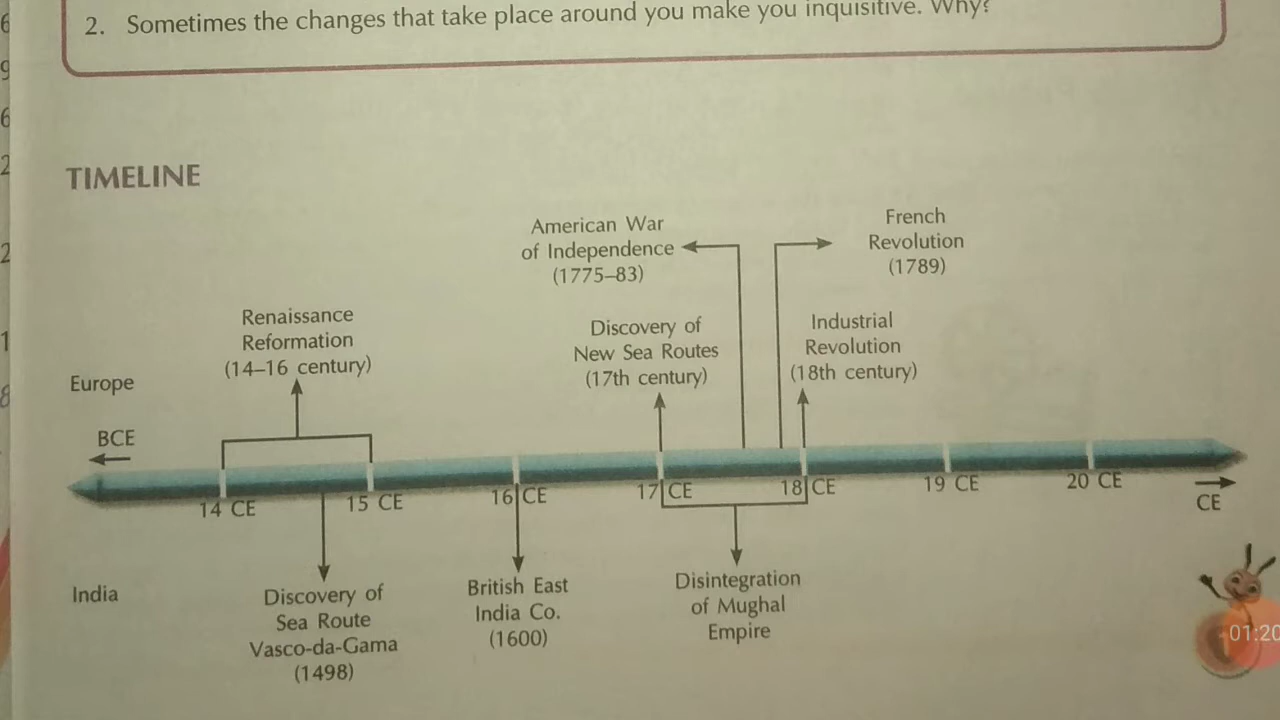 2. Sometimes the changes that take place around you make you inquisitive. Why?
TIMELINE
American War
of Independence
(1775–83)
French
Revolution
(1789)
Renaissance
Reformation
(14–16 century)
Discovery of
New Sea Routes
(17th century)
Industrial
Revolution
(18th century)
Europe
BCE
14 CE
15 CE
16 CE
17 CE
18 CE
19 CE
20 CE
CE
India
Discovery of
Sea Route
Vasco-da-Gama
(1498)
British East
India Co.
(1600)
Disintegration
of Mughal
Empire
01:20